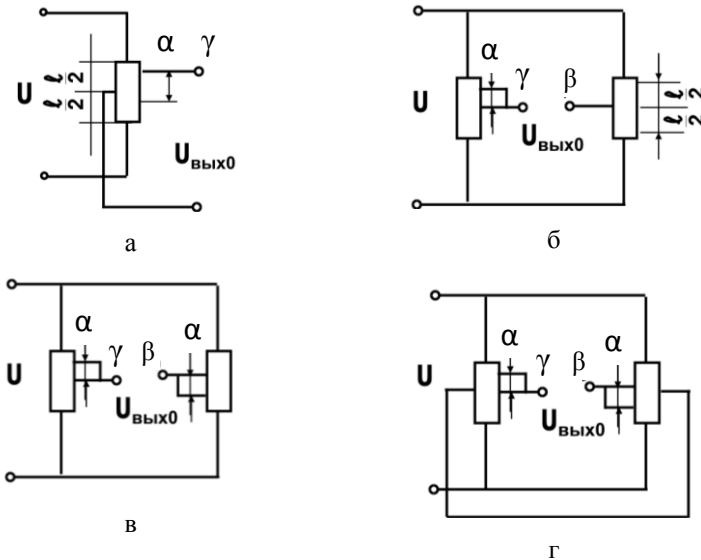 α γ
ℓ/2
U
ℓ/2
Uвых0
а
α
γ β
ℓ/2
U
ℓ/2
Uвых0
б
α α
γ β
U
Uвых0
в
α α
γ β
U
Uвых0
г